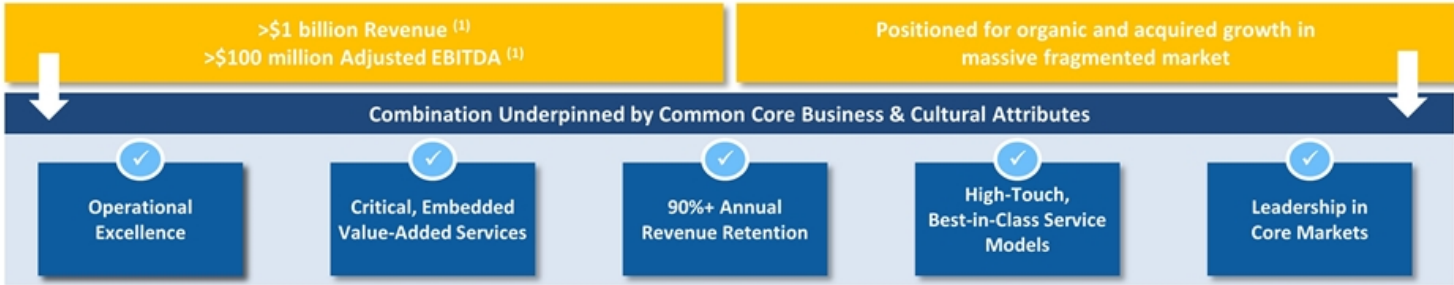 >$1 billion Revenue (1)
>$100 million Adjusted EBITDA (1)
Positioned for organic and acquired growth in
massive fragmented market
Combination Underpinned by Common Core Business & Cultural Attributes
Operational
Excellence
Critical, Embedded
Value-Added Services
90%+ Annual
Revenue Retention
High-Touch,
Best-in-Class Service
Models
Leadership in
Core Markets